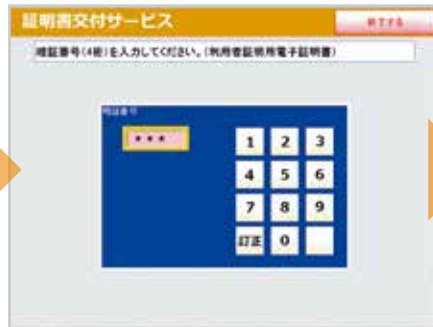 証明書交付サービス
終了する
暗証番号(4桁)を入力してください。(利用者証明用電子証明書)
暗証番号
***
1 2 3
4 5 6
7 8 9
訂正 0